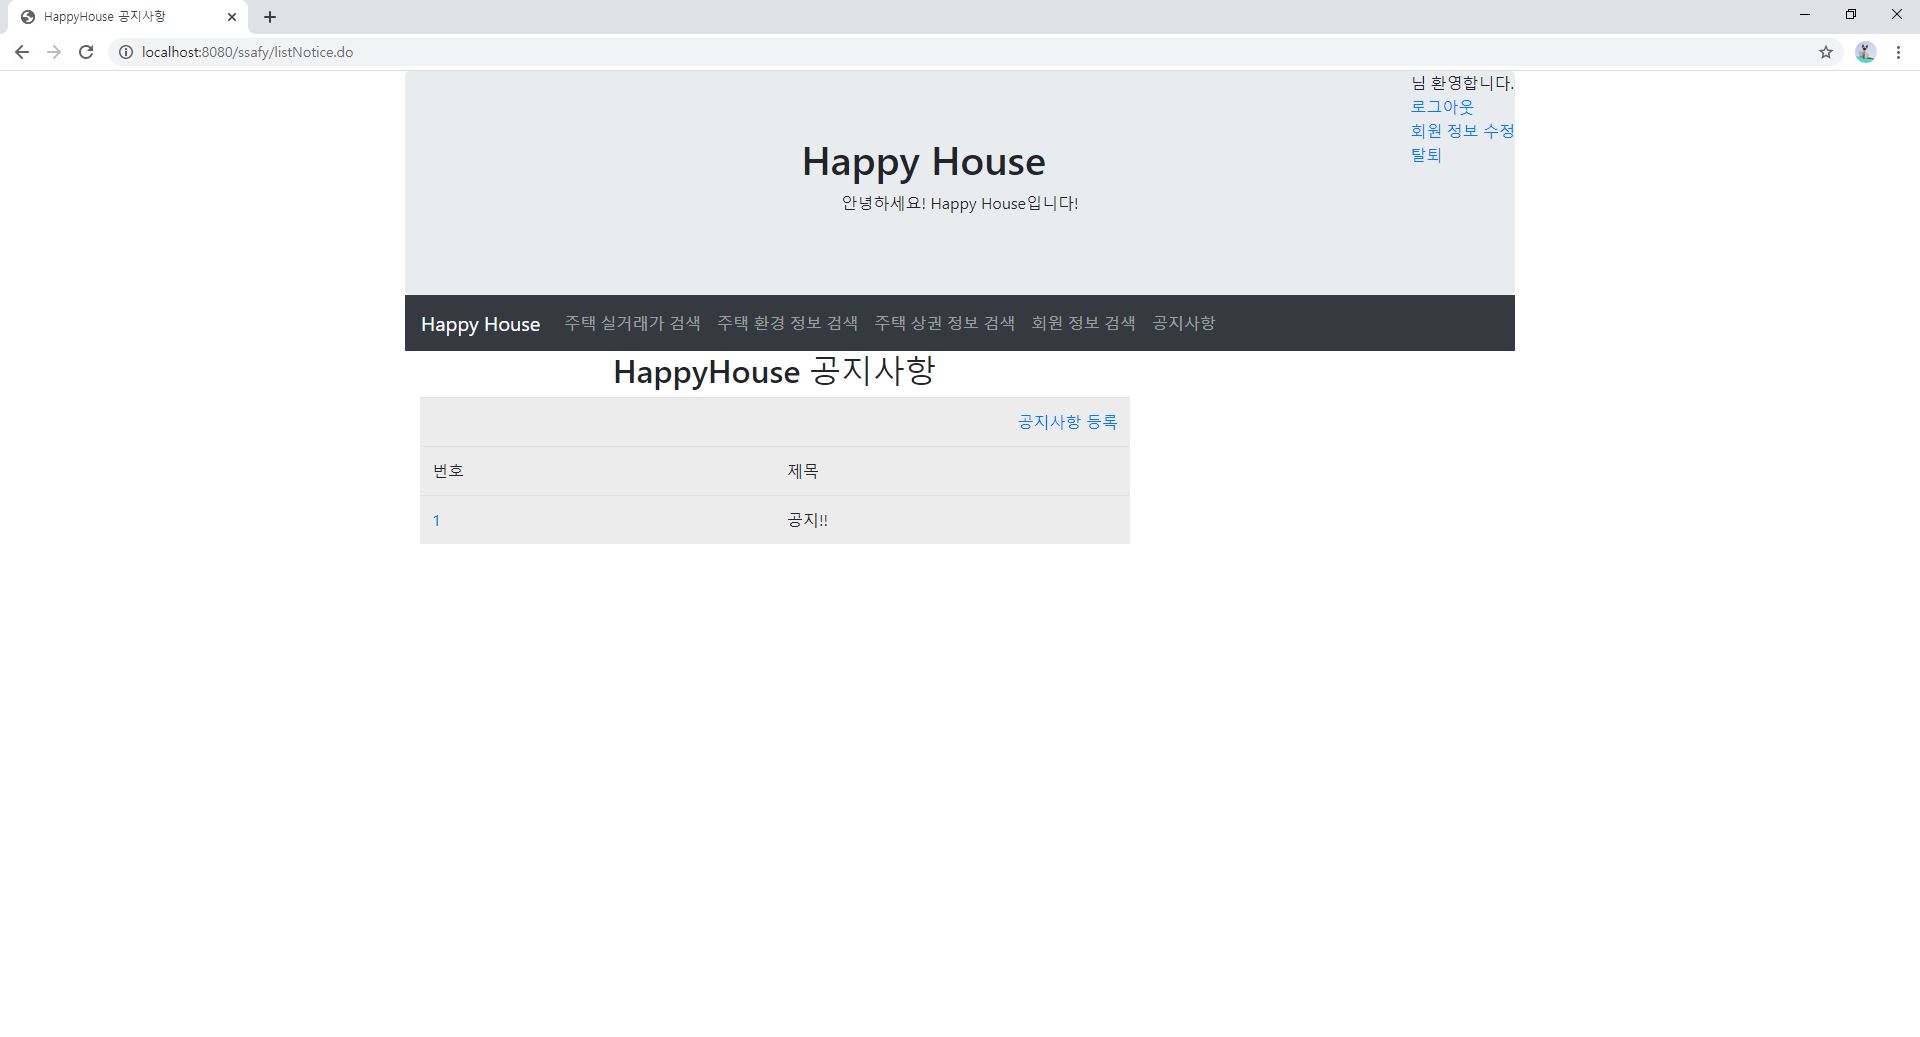 HappyHouse 공지사항
localhost:8080/ssafy/listNotice.do
님 환영합니다.
로그아웃
회원 정보 수정
탈퇴
Happy House
안녕하세요! Happy House입니다!
Happy House 주택 실거래가 검색 주택 환경 정보 검색 주택 상권 정보 검색 회원 정보 검색 공지사항
HappyHouse 공지사항
공지사항 등록
번호 제목
1 공지!!